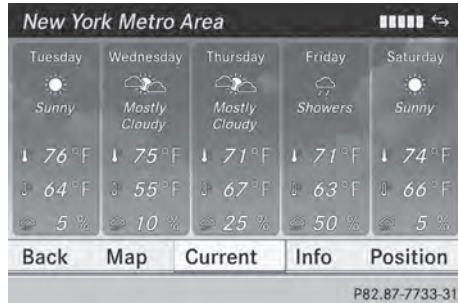 New York Metro Area
Tuesday Wednesday Thursday Friday Saturday
Sunny Mostly Cloudy Mostly Cloudy Showers Sunny
76°F 75°F 71°F 71°F 74°F
64°F 55°F 67°F 63°F 66°F
5 % 10 % 25 % 50 % 5 %
Back Map Current Info Position
P82.87-7733-31